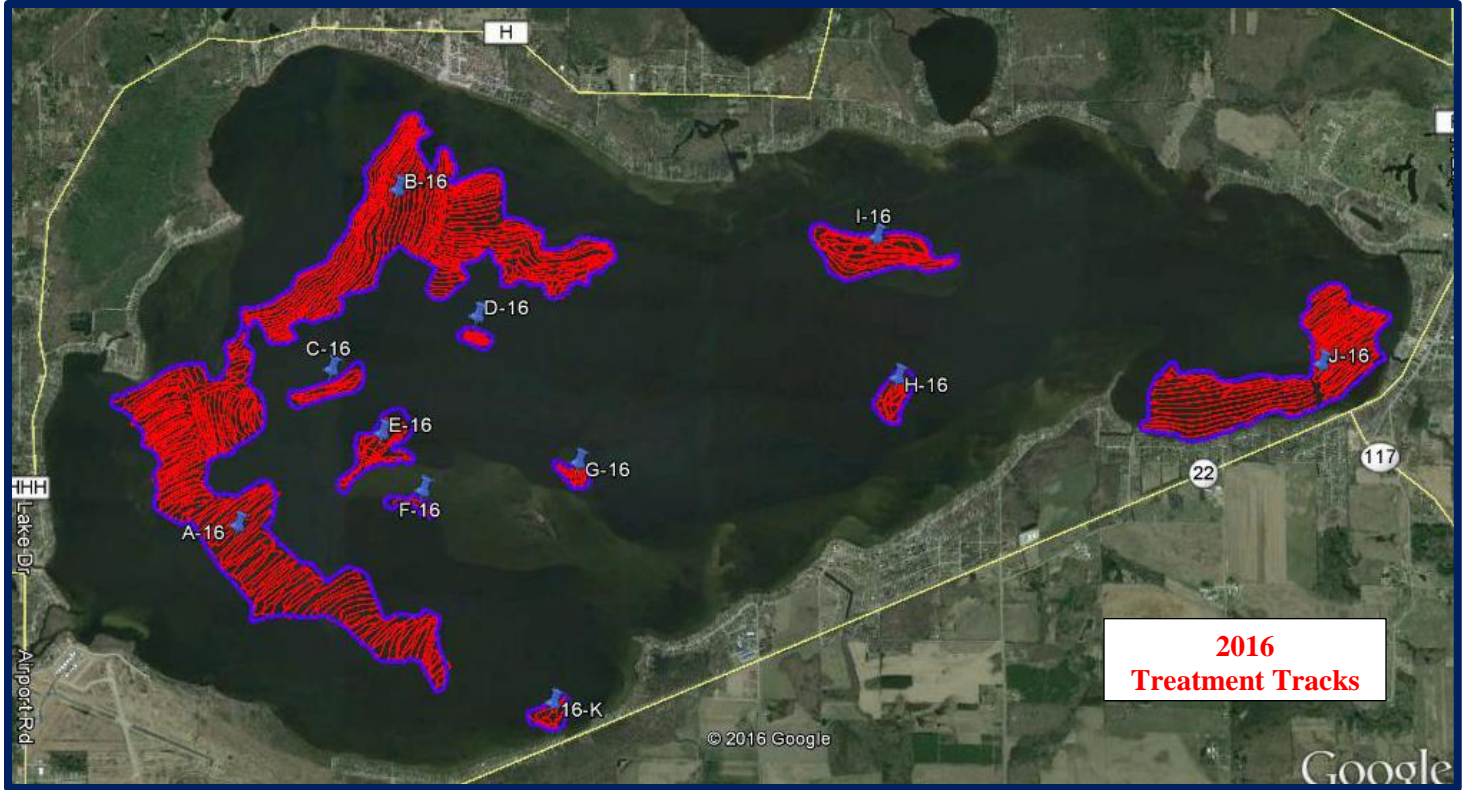 H
B-16
I-16
D-16
C-16
J-16
H-16
E-16
G-16
117
22
HHH
F-16
A-16
Lake Dr
2016
Treatment Tracks
Airport Rd
16-K
© 2016 Google
Google